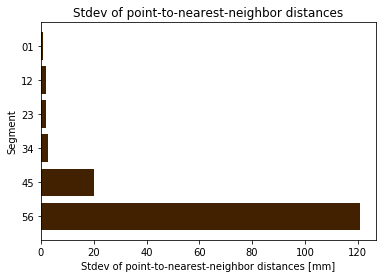 Stdev of point-to-nearest-neighbor distances
Segment
01
12
23
34
45
56
0 20 40 60 80 100 120
Stdev of point-to-nearest-neighbor distances [mm]